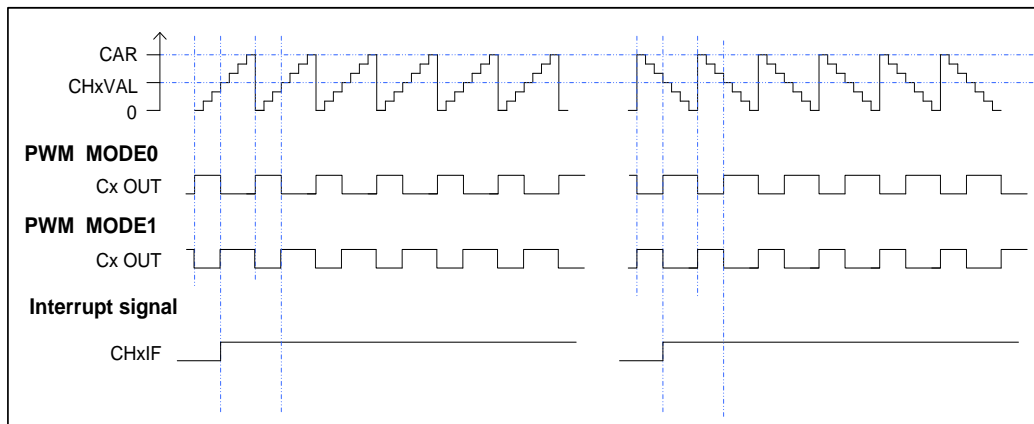 CAR
CHxVAL
0
PWM MODE0
Cx OUT
PWM MODE1
Cx OUT
Interrupt signal
CHxIF